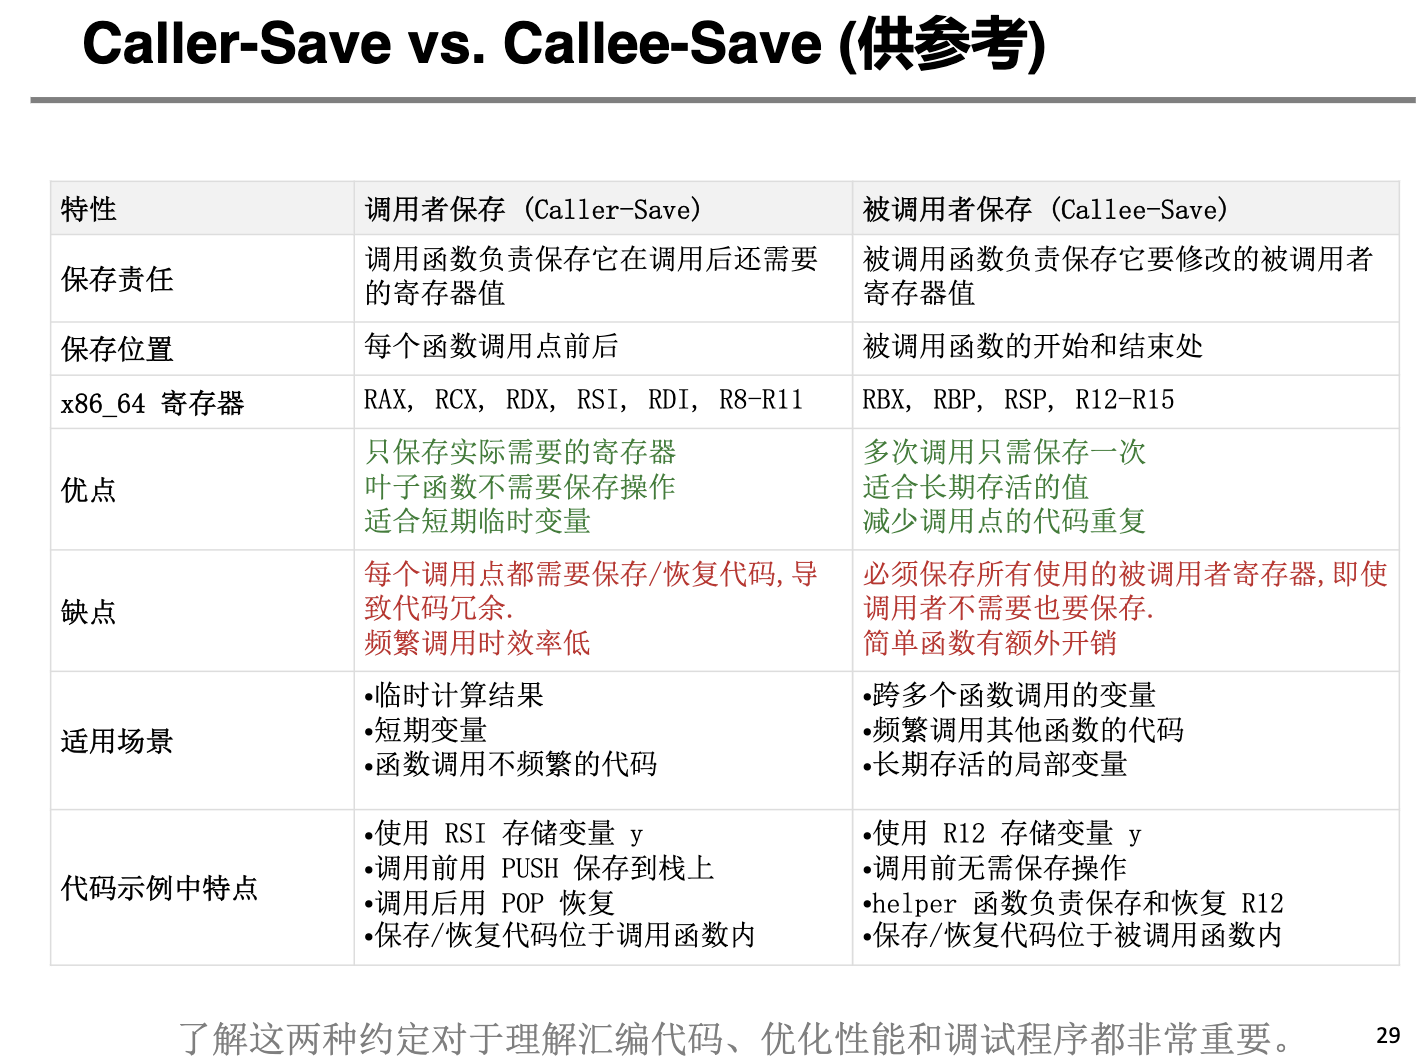 Caller-Save vs. Callee-Save (供参考)
特性
调用者保存 (Caller-Save)
被调用者保存 (Callee-Save)
保存责任
调用函数负责保存它在调用后还需要
的寄存器值
被调用函数负责保存它要修改的被调用者
寄存器值
保存位置
每个函数调用点前后
被调用函数的开始和结束处
x86_64 寄存器
RAX, RCX, RDX, RSI, RDI, R8-R11
RBX, RBP, RSP, R12-R15
优点
只保存实际需要的寄存器
叶子函数不需要保存操作
适合短期临时变量
多次调用只需保存一次
适合长期存活的值
减少调用点的代码重复
缺点
每个调用点都需要保存/恢复代码,导
致代码冗余.
频繁调用时效率低
必须保存所有使用的被调用者寄存器,即使
调用者不需要也要保存.
简单函数有额外开销
适用场景
•临时计算结果
•短期变量
•函数调用不频繁的代码
•跨多个函数调用的变量
•频繁调用其他函数的代码
•长期存活的局部变量
代码示例中特点
•使用 RSI 存储变量 y
•调用前用 PUSH 保存到栈上
•调用后用 POP 恢复
•保存/恢复代码位于调用函数内
•使用 R12 存储变量 y
•调用前无需保存操作
•helper 函数负责保存和恢复 R12
•保存/恢复代码位于被调用函数内
了解这两种约定对于理解汇编代码、优化性能和调试程序都非常重要。
29